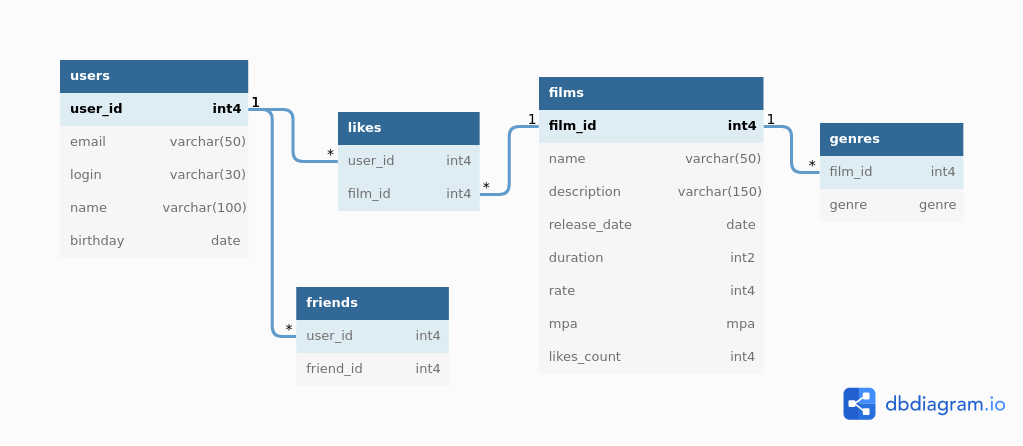 users
user_id int4
email varchar(50)
login varchar(30)
name varchar(100)
birthday date
1
*
*
likes
user_id int4
film_id int4
*
friends
user_id int4
friend_id int4
1
films
film_id int4
name varchar(50)
description varchar(150)
release_date date
duration int2
rate int4
mpa mpa
likes_count int4
1
*
genres
film_id int4
genre genre
dbdiagram.io